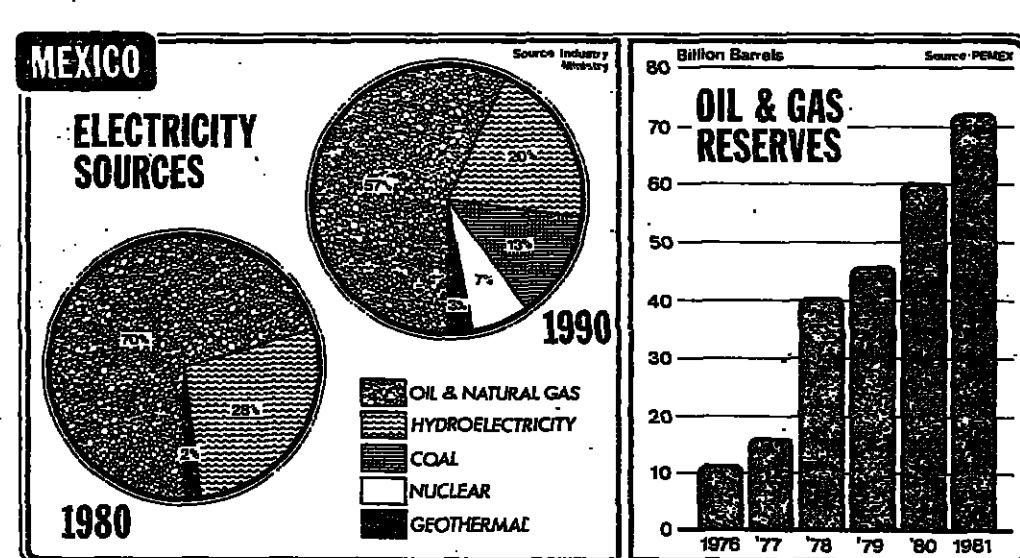 MEXICO
Source Industry
Ministry
ELECTRICITY
SOURCES
57%
20%
13%
7%
3%
1990
70%
28%
2%
1980
OIL & NATURAL GAS
HYDROELECTRICITY
COAL
NUCLEAR
GEOTHERMAL
Billion Barrels
Source·PEMEX
OIL & GAS
RESERVES
80
70
60
50
40
30
20
10
0
1976 '77 '78 '79 '80 1981